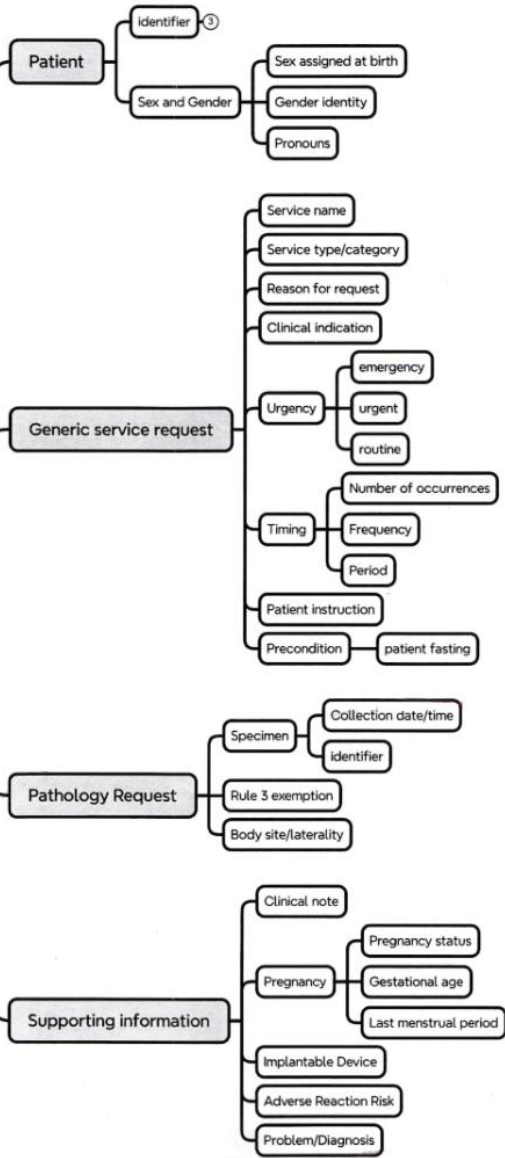 Patient
identifier
3
Sex and Gender
Sex assigned at birth
Gender identity
Pronouns
Generic service request
Service name
Service type/category
Reason for request
Clinical indication
Urgency
emergency
urgent
routine
Timing
Number of occurrences
Frequency
Period
Patient instruction
Precondition
patient fasting
Pathology Request
Specimen
Collection date/time
identifier
Rule 3 exemption
Body site/laterality
Supporting information
Clinical note
Pregnancy
Pregnancy status
Gestational age
Last menstrual period
Implantable Device
Adverse Reaction Risk
Problem/Diagnosis